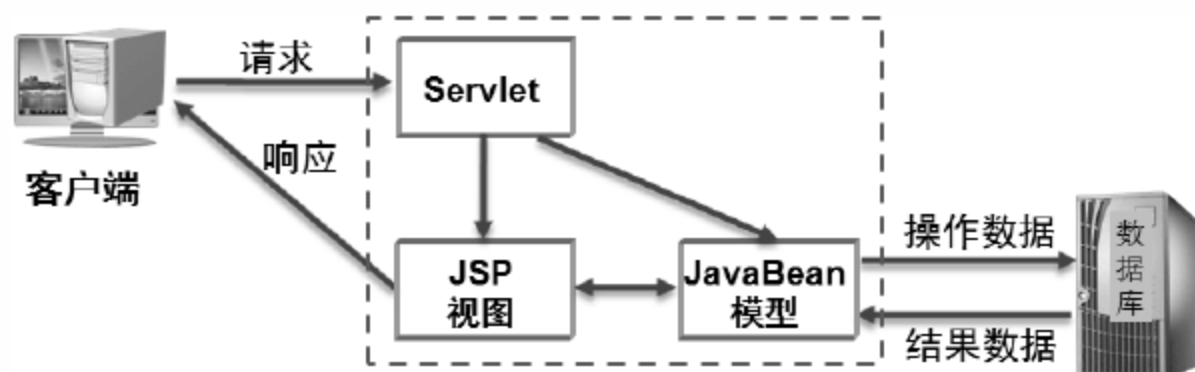 请求
Servlet
响应
客户端
JSP
视图
JavaBean
模型
操作数据
结果数据
数
据
库